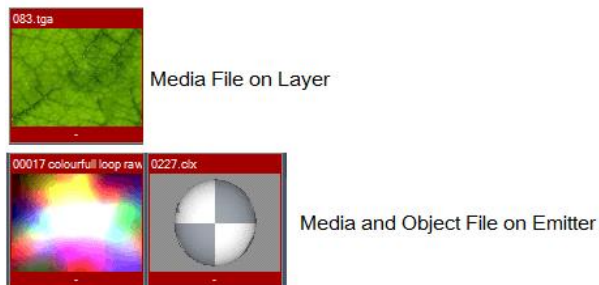 083.tga
Media File on Layer
-
00017 colourfull loop raw
0227.clx
Media and Object File on Emitter
-
-